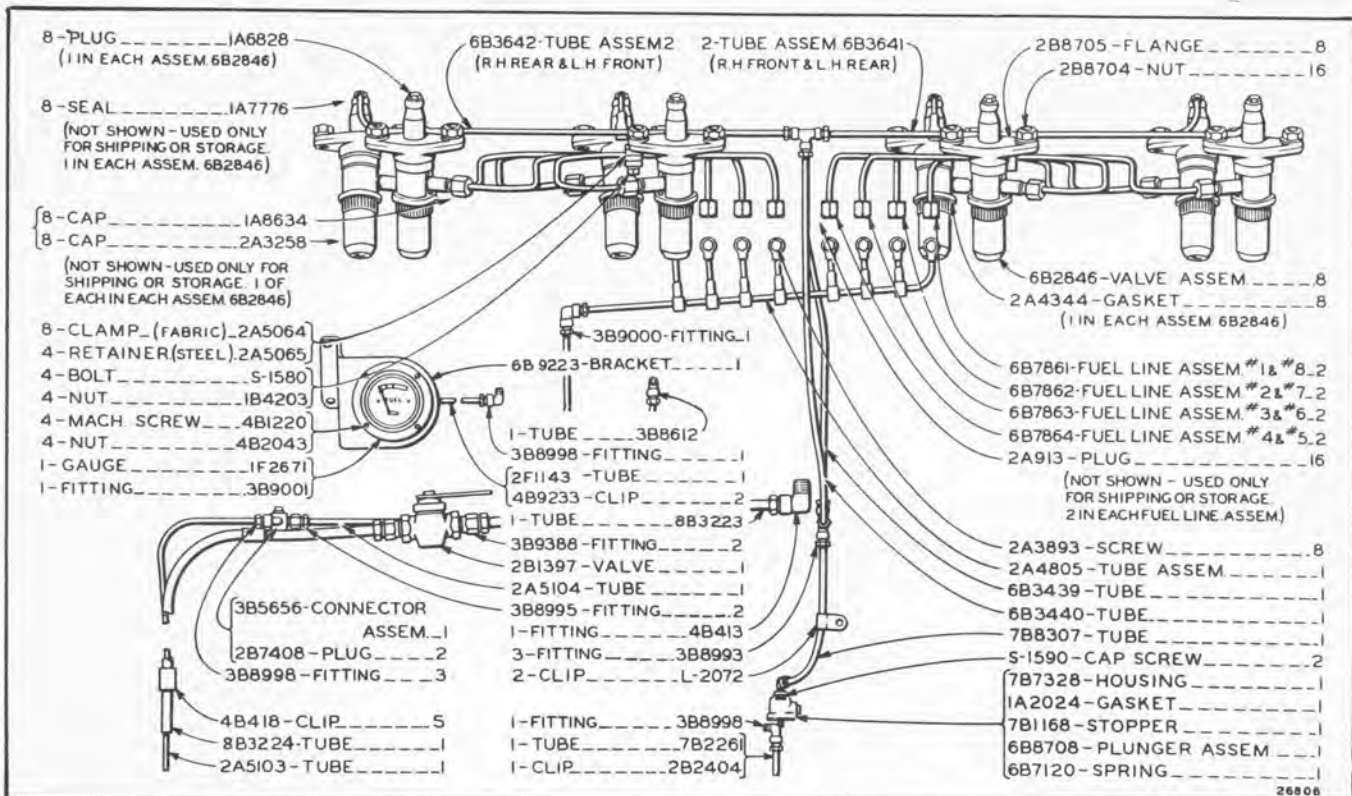 8-PLUG 1A6828
(1 IN EACH ASSEM. 6B2846)
8-SEAL 1A7776
(NOT SHOWN-USED ONLY
FOR SHIPPING OR STORAGE.
1 IN EACH ASSEM. 6B2846)
8-CAP 1A8634
8-CAP 2A3258
(NOT SHOWN-USED ONLY FOR
SHIPPING OR STORAGE. 1 OF
EACH IN EACH ASSEM. 6B2846)
8-CLAMP (FABRIC) 2A5064
4-RETAINER (STEEL) 2A5065
4-BOLT S-1580
4-NUT 1B4203
4-MACH SCREW 4B1220
4-NUT 4B2043
1-GAUGE 1F2671
1-FITTING 3B9001
6B3642-TUBE ASSEM 2
(R.H. REAR & L.H. FRONT)
2-TUBE ASSEM. 6B3641
(R.H. FRONT & L.H. REAR)
2B8705-FLANGE 8
2B8704-NUT 16
FUEL
3B9000-FITTING 1
6B9223-BRACKET 1
1-TUBE 3B8612
3B8998-FITTING 1
2F1143-TUBE 1
4B9233-CLIP 2
1-TUBE 8B3223
3B9388-FITTING 2
2B1397-VALVE 1
2A5104-TUBE 1
3B8995-FITTING 2
1-FITTING 4B413
3-FITTING 3B8993
2-CLIP L-2072
3B5656-CONNECTOR
ASSEM. 1
2B7408-PLUG 2
3B8998-FITTING 3
4B418-CLIP 5
8B3224-TUBE 1
2A5103-TUBE 1
1-FITTING 3B8998
1-TUBE 7B2261
1-CLIP 2B2404
6B2846-VALVE ASSEM 8
2A4344-GASKET 8
(1 IN EACH ASSEM. 6B2846)
6B7861-FUEL LINE ASSEM. #1 & #8 2
6B7862-FUEL LINE ASSEM. #2 & #7 2
6B7863-FUEL LINE ASSEM. #3 & #6 2
6B7864-FUEL LINE ASSEM. #4 & #5 2
2A913-PLUG 16
(NOT SHOWN - USED ONLY
FOR SHIPPING OR STORAGE.
2 IN EACH FUEL LINE ASSEM.)
2A3893-SCREW 8
2A4805-TUBE ASSEM 1
6B3439-TUBE 1
6B3440-TUBE 1
7B8307-TUBE 1
S-1590-CAP SCREW 2
7B7328-HOUSING 1
1A2024-GASKET 1
7B1168-STOPPER 1
6B8708-PLUNGER ASSEM 1
6B7120-SPRING 1
26806